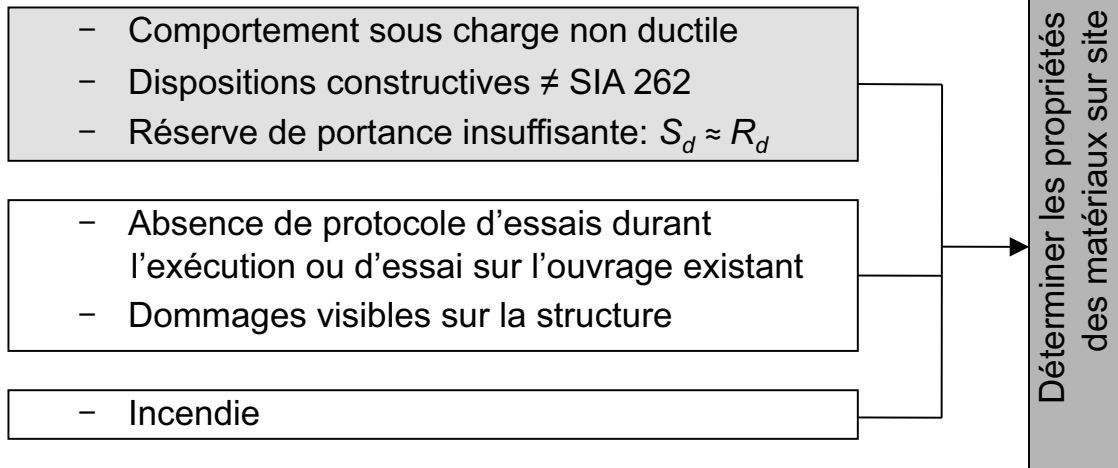 − Comportement sous charge non ductile
− Dispositions constructives ≠ SIA 262
− Réserve de portance insuffisante: Sd ≈ Rd
− Absence de protocole d'essais durant
l'exécution ou d'essai sur l'ouvrage existant
− Dommages visibles sur la structure
− Incendie
Déterminer les propriétés
des matériaux sur site